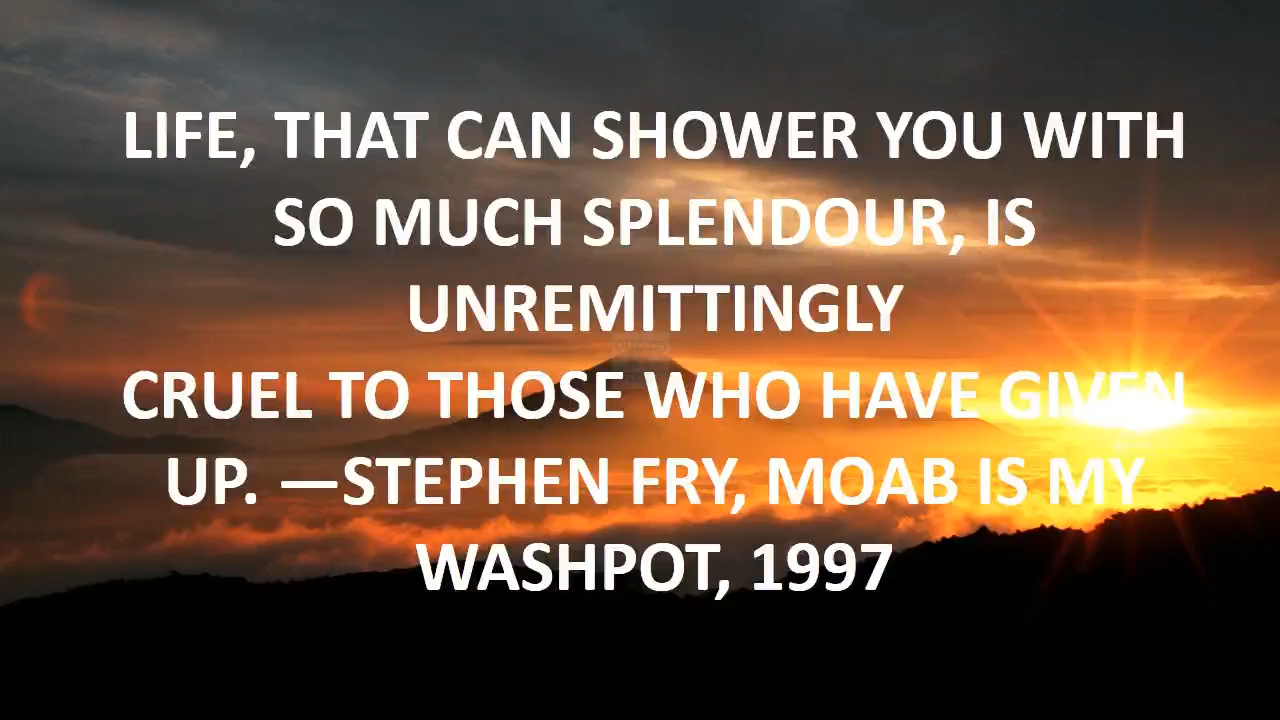 LIFE, THAT CAN SHOWER YOU WITH
SO MUCH SPLENDOUR, IS
UNREMITTINGLY
CRUEL TO THOSE WHO HAVE GIVEN
UP. —STEPHEN FRY, MOAB IS MY
WASHPOT, 1997